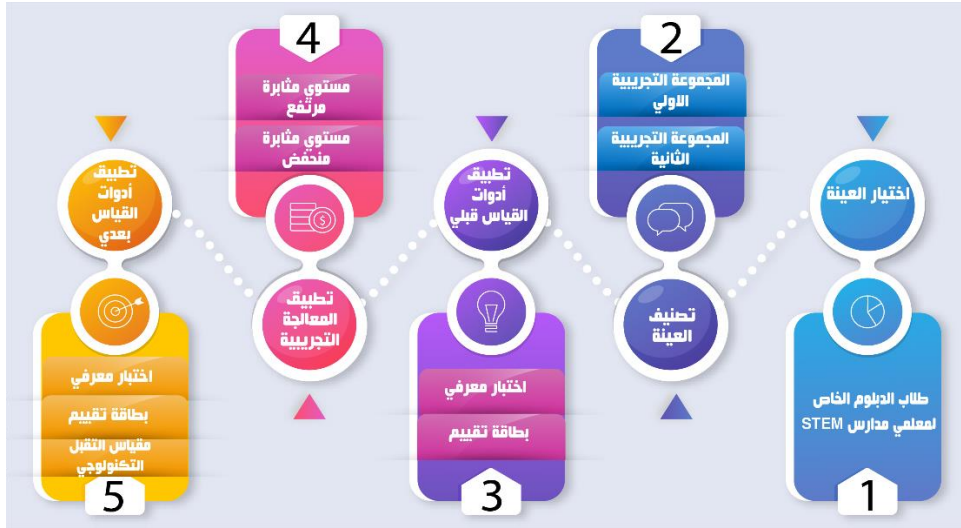 1
اختيار العينة
طلاب الدبلوم الخاص
لمعلمي مدارس STEM
2
المجموعة التجريبية
الاولي
المجموعة التجريبية
الثانية
تصنيف
العينة
3
تطبيق
أدوات
القياس قبلي
اختبار معرفي
بطاقة تقييم
4
مستوي مثابرة
مرتفع
مستوي مثابرة
منخفض
تطبيق
المعالجة
التجريبية
5
تطبيق
أدوات
القياس
بعدي
اختبار معرفي
بطاقة تقييم
مقياس التقبل
التكنولوجي